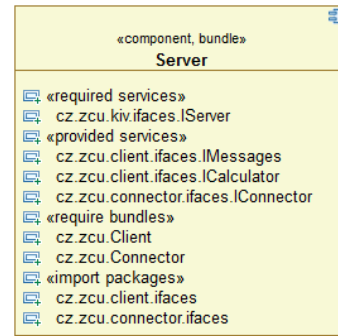 «component, bundle»
Server
«required services»
cz.zcu.kiv.ifaces.IServer
«provided services»
cz.zcu.client.ifaces.IMessages
cz.zcu.client.ifaces.ICalculator
cz.zcu.connector.ifaces.IConnector
«require bundles»
cz.zcu.Client
cz.zcu.Connector
«import packages»
cz.zcu.client.ifaces
cz.zcu.connector.ifaces